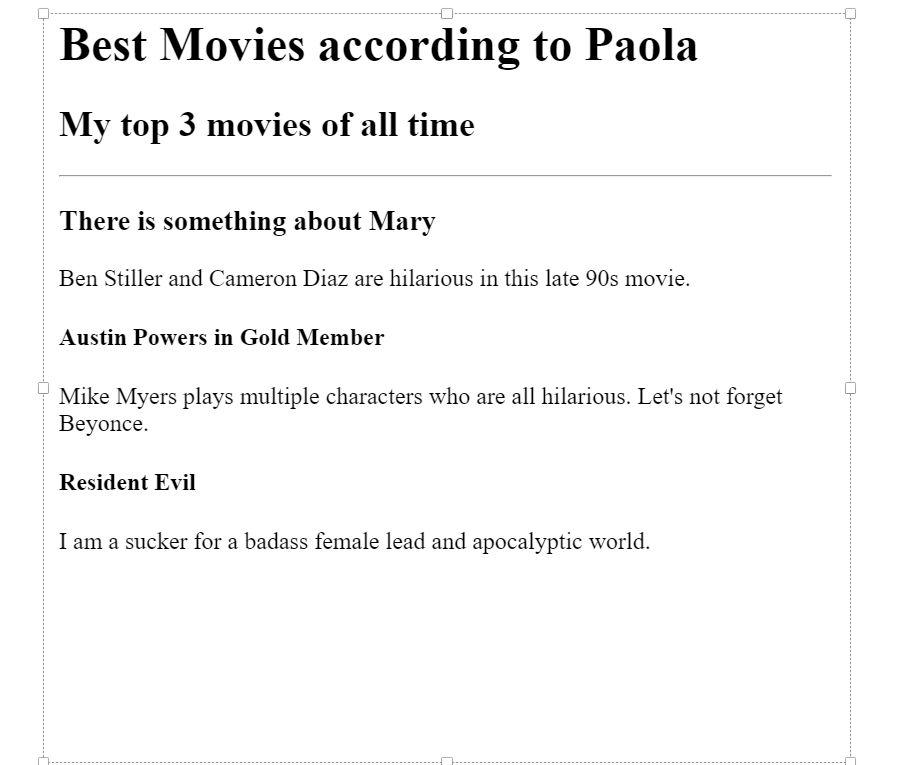 Best Movies according to Paola
My top 3 movies of all time
There is something about Mary
Ben Stiller and Cameron Diaz are hilarious in this late 90s movie.
Austin Powers in Gold Member
Mike Myers plays multiple characters who are all hilarious. Let's not forget
Beyonce.
Resident Evil
I am a sucker for a badass female lead and apocalyptic world.